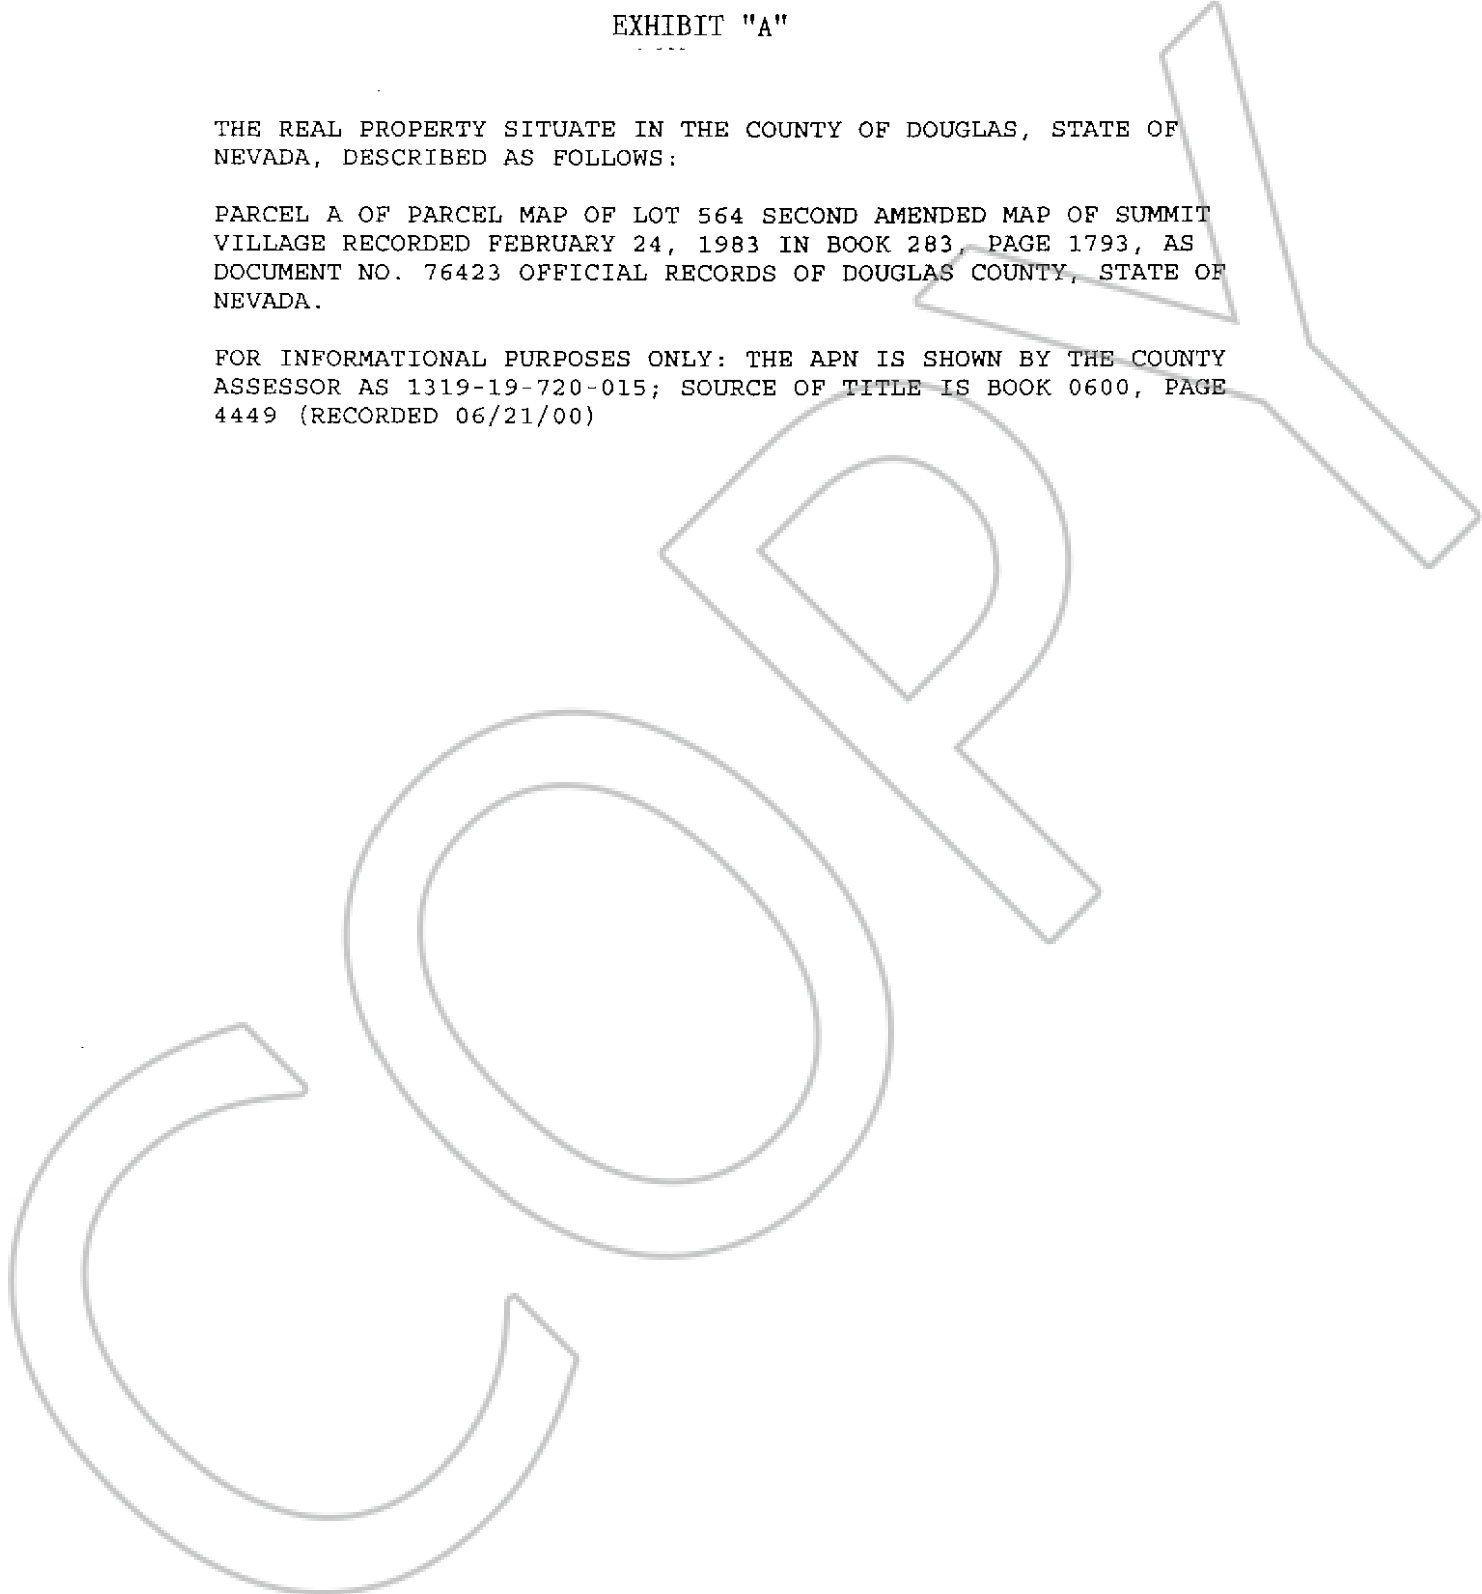 EXHIBIT "A"
THE REAL PROPERTY SITUATE IN THE COUNTY OF DOUGLAS, STATE OF
NEVADA, DESCRIBED AS FOLLOWS:
PARCEL A OF PARCEL MAP OF LOT 564 SECOND AMENDED MAP OF SUMMIT
VILLAGE RECORDED FEBRUARY 24, 1983 IN BOOK 283, PAGE 1793, AS
DOCUMENT NO. 76423 OFFICIAL RECORDS OF DOUGLAS COUNTY, STATE OF
NEVADA.
FOR INFORMATIONAL PURPOSES ONLY: THE APN IS SHOWN BY THE COUNTY
ASSESSOR AS 1319-19-720-015; SOURCE OF TITLE IS BOOK 0600, PAGE
4449 (RECORDED 06/21/00)
COPY